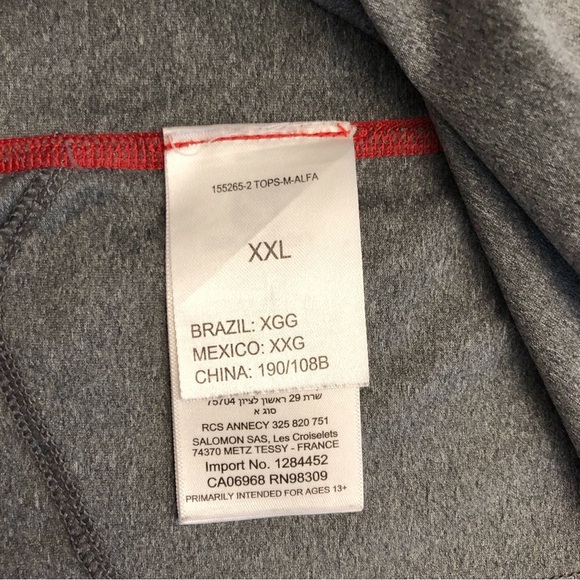 155265-2 TOPS-M-ALFA
XXL
BRAZIL: XGG
MEXICO: XXG
CHINA: 190/108B
שרת 29 ראשון לציון 75704
סוג א
RCS ANNECY 325 820 751
SALOMON SAS, Les Croiselets
74370 METZ TESSY - FRANCE
Import No. 1284452
CA06968 RN98309
PRIMARILY INTENDED FOR AGES 13+